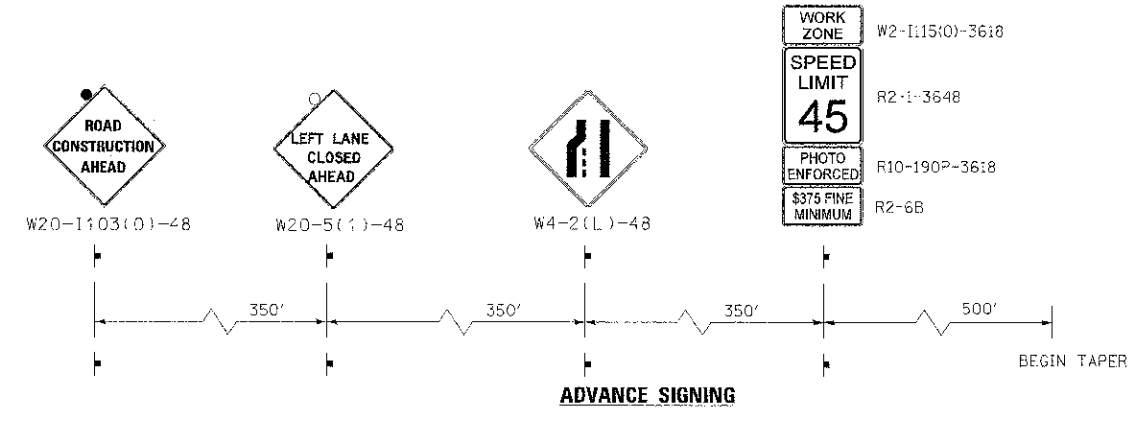 WORK
ZONE
W2-I115(O)-3618
SPEED
LIMIT
45
R2-1-3648
PHOTO
ENFORCED
R10-190P-3618
$375 FINE
MINIMUM
R2-6B
ROAD
CONSTRUCTION
AHEAD
LEFT LANE
CLOSED
AHEAD
W20-I103(0)-48
W20-5(1)-48
W4-2(L)-48
350'
350'
350'
500'
BEGIN TAPER
ADVANCE SIGNING